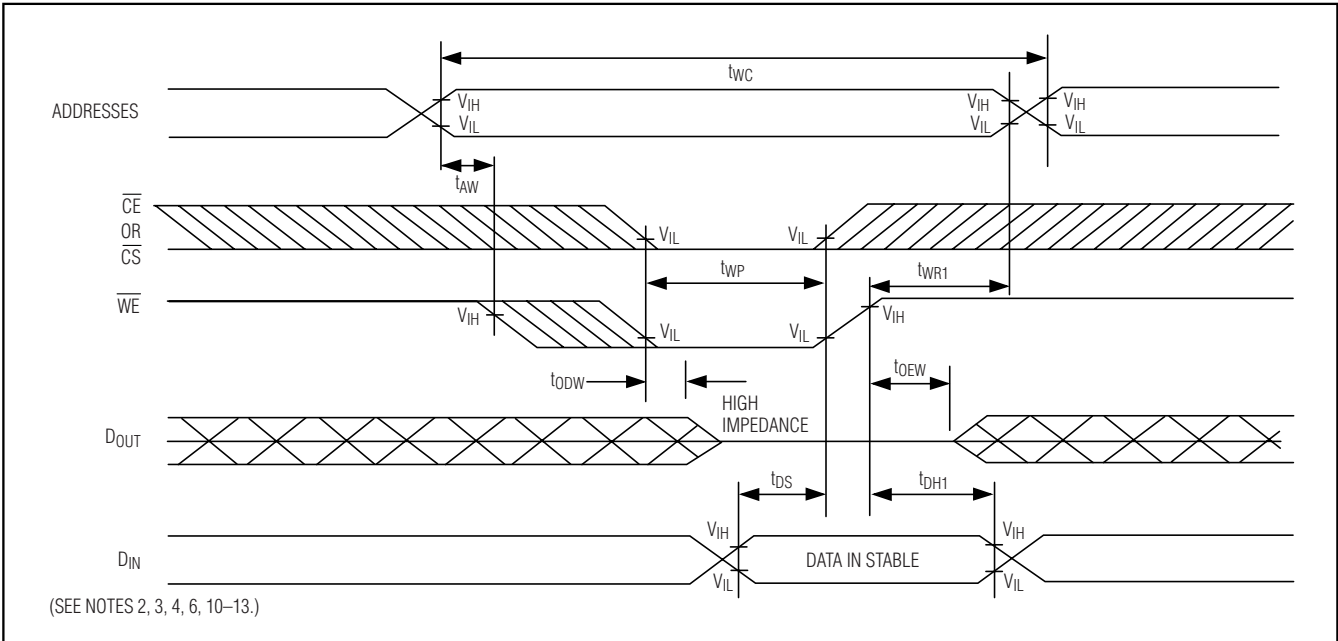 tWC
ADDRESSES
VIH
VIL
VIH
VIL
VIH
VIL
tAW
CE
OR
CS
VIL
VIL
tWP
tWR1
WE
VIH
VIL
VIL
VIH
tODW
tOEW
HIGH
IMPEDANCE
DOUT
tDS
tDH1
VIH
VIH
DIN
DATA IN STABLE
VIL
VIL
(SEE NOTES 2, 3, 4, 6, 10–13.)